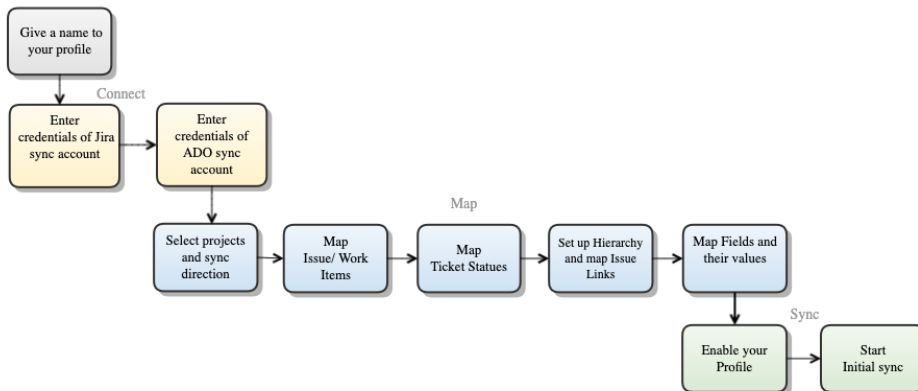 Give a name to
your profile
Connect
Enter
credentials of Jira
sync account
Enter
credentials of
ADO sync
account
Map
Select projects
and sync
direction
Map
Issue/ Work
Items
Map
Ticket Statues
Set up Hierarchy
and map Issue
Links
Map Fields and
their values
Sync
Enable your
Profile
Start
Initial sync